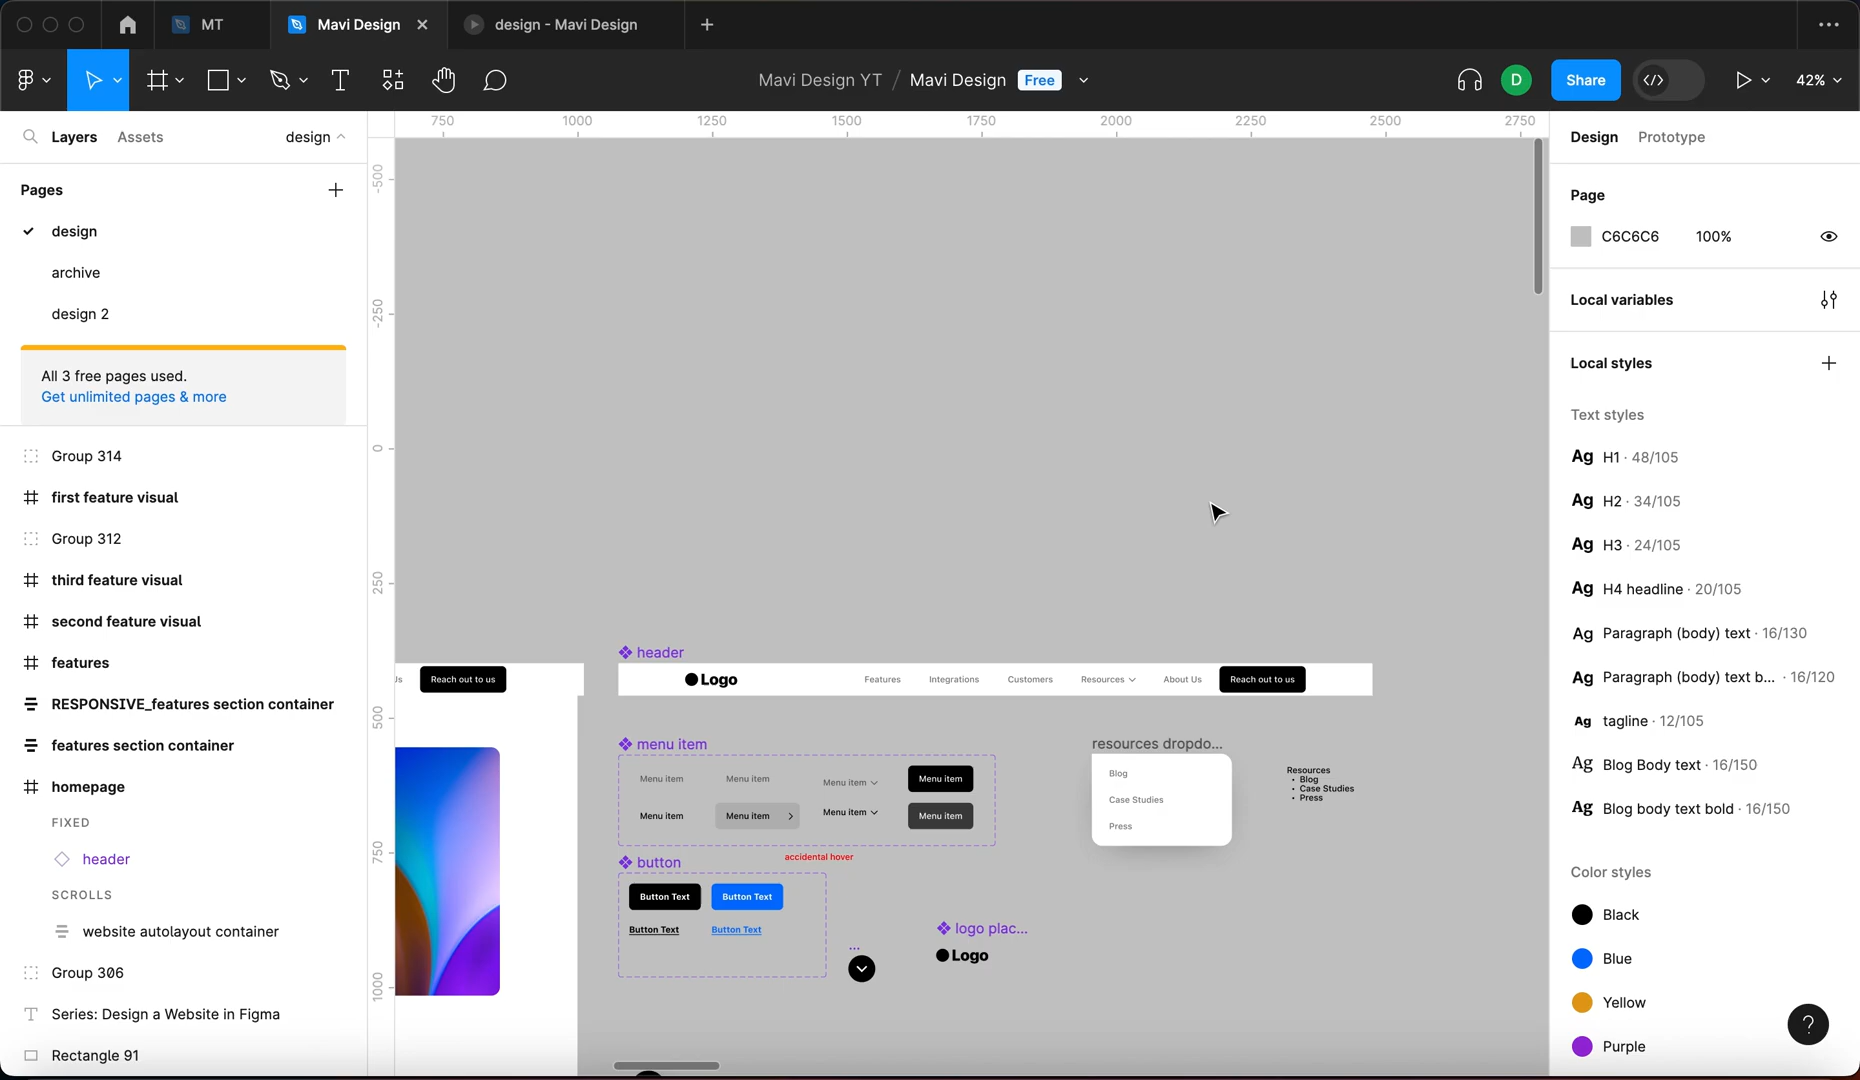 MT
Mavi Design
design - Mavi Design
Mavi Design YT / Mavi Design Free
D
Share
42%
Layers Assets design
Pages
design
archive
design 2
All 3 free pages used.
Get unlimited pages & more
Group 314
first feature visual
Group 312
third feature visual
second feature visual
features
RESPONSIVE_features section container
features section container
homepage
FIXED
header
SCROLLS
website autolayout container
Group 306
Series: Design a Website in Figma
Rectangle 91
750 1000 1250 1500 1750 2000 2250 2500 2750
-500
-250
0
250
500
750
1000
header
Us Reach out to us
Logo Features Integrations Customers Resources About Us Reach out to us
menu item
Menu item Menu item Menu item Menu item
Menu item Menu item Menu item Menu item
resources dropdo...
Blog
Case Studies
Press
Resources
• Blog
• Case Studies
• Press
accidental hover
button
Button Text Button Text
Button Text Button Text
...
logo plac...
Logo
Design Prototype
Page
C6C6C6 100%
Local variables
Local styles
Text styles
Ag H1 · 48/105
Ag H2 · 34/105
Ag H3 · 24/105
Ag H4 headline · 20/105
Ag Paragraph (body) text · 16/130
Ag Paragraph (body) text b... · 16/120
Ag tagline · 12/105
Ag Blog Body text · 16/150
Ag Blog body text bold · 16/150
Color styles
Black
Blue
Yellow
Purple
?